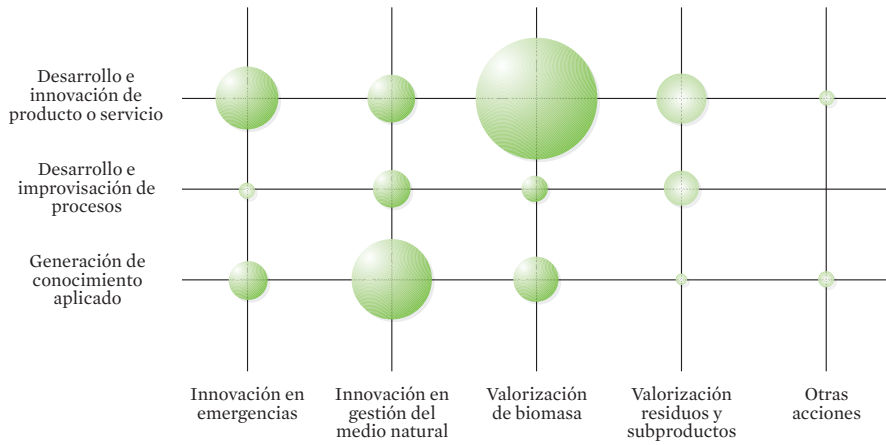 Desarrollo e
innovación de
producto o servicio
Desarrollo e
improvisación de
procesos
Generación de
conocimiento
aplicado
Innovación en
emergencias
Innovación en
gestión del
medio natural
Valorización
de biomasa
Valorización
residuos y
subproductos
Otras
acciones